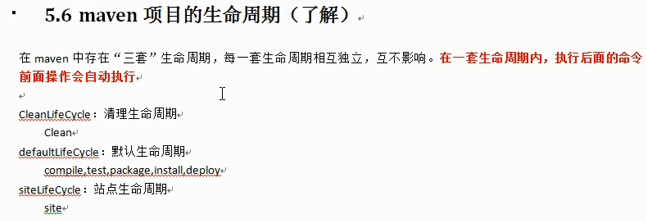 5.6 maven 项目的生命周期（了解）
在 maven 中存在“三套”生命周期，每一套生命周期相互独立，互不影响。在一套生命周期内，执行后面的命令
前面操作会自动执行
CleanLifeCycle：清理生命周期
Clean
defaultLifeCycle：默认生命周期
compile,test,package,install,deploy
siteLifeCycle：站点生命周期
site